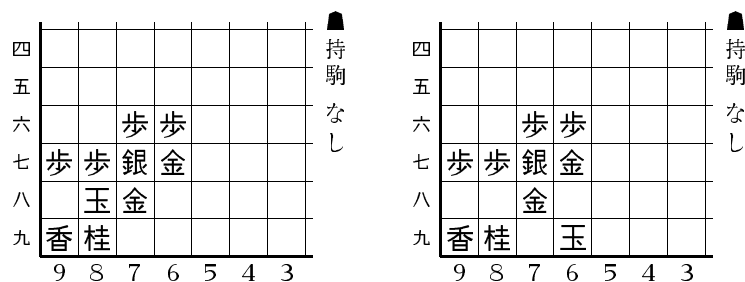 四 四
五 五
六 歩 歩 六 歩 歩
七 歩 歩 銀 金 七 歩 歩 銀 金
八 玉 金 八 金
九 香 桂 九 香 桂 玉
9 8 7 6 5 4 3 9 8 7 6 5 4 3
持駒 なし
持駒 なし